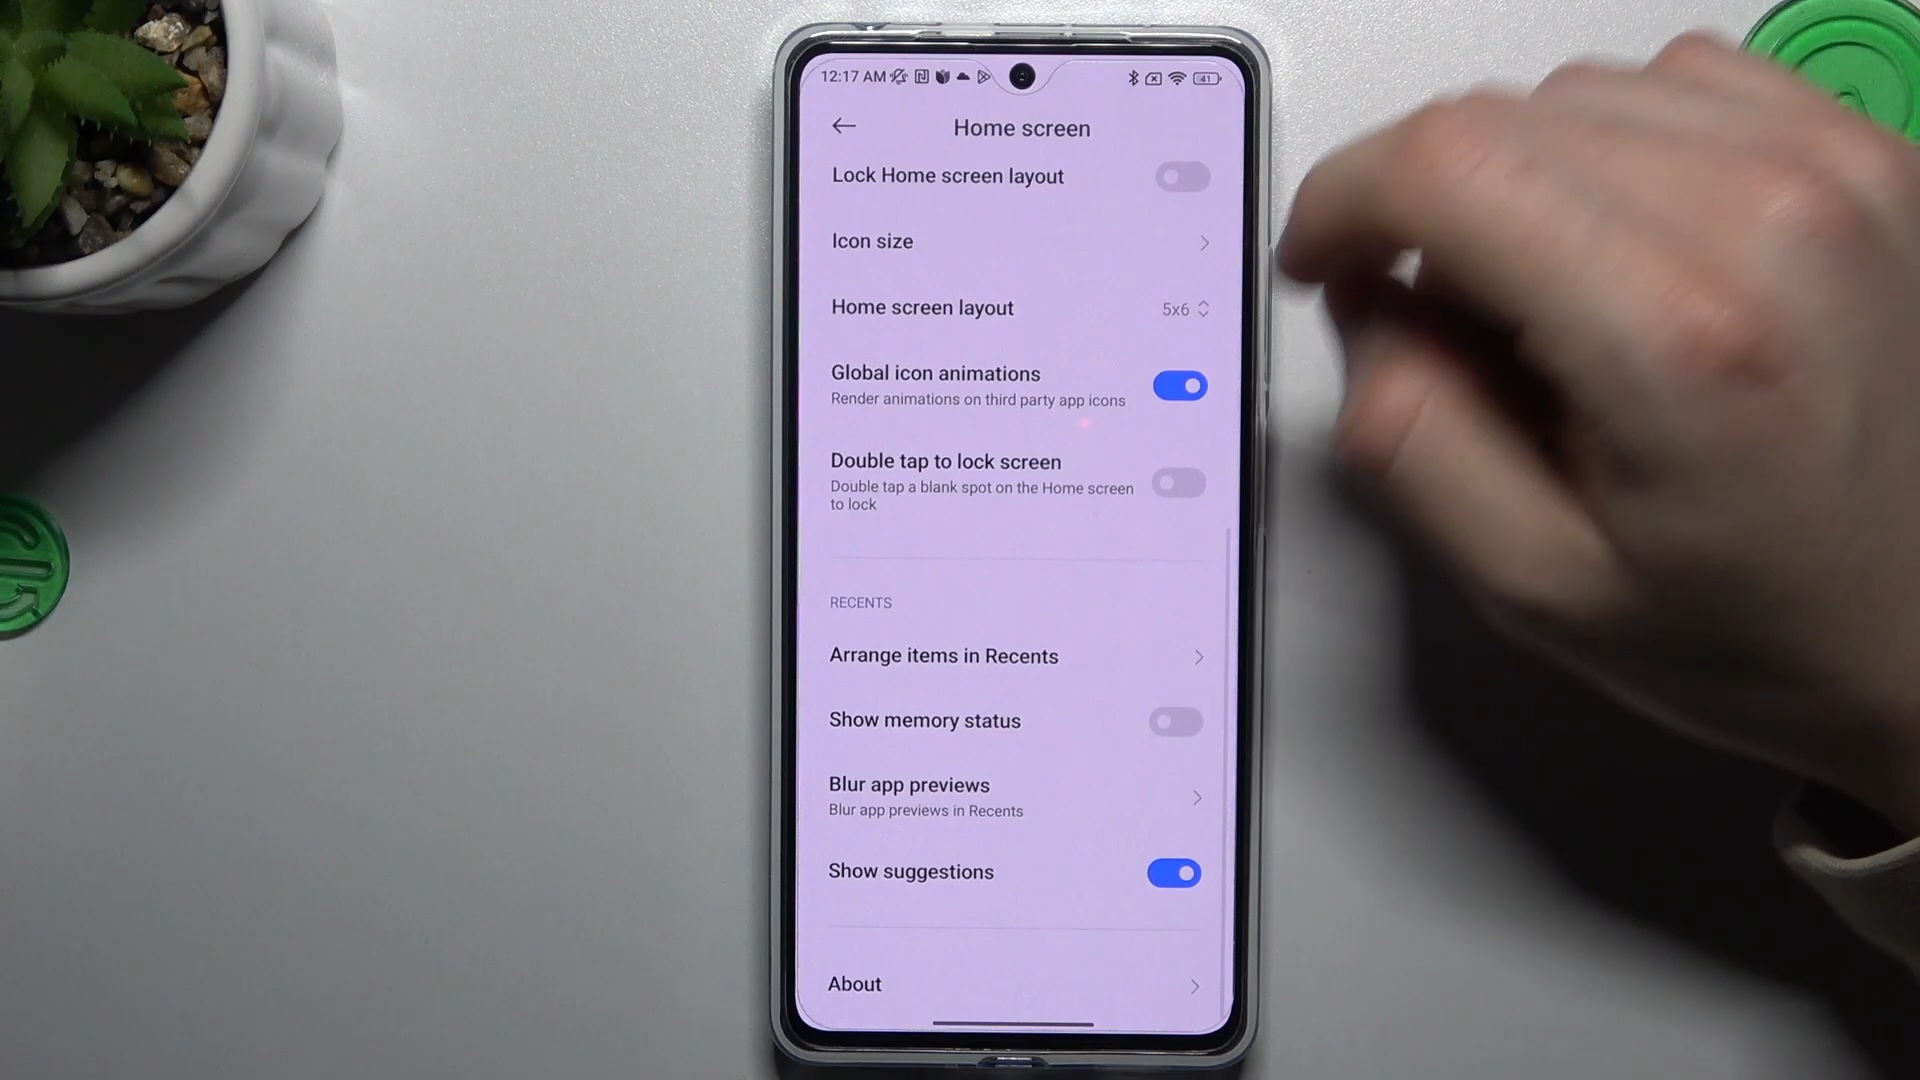 12:17 AM
41
Home screen
Lock Home screen layout
Icon size
Home screen layout
5x6
Global icon animations
Render animations on third party app icons
Double tap to lock screen
Double tap a blank spot on the Home screen
to lock
RECENTS
Arrange items in Recents
Show memory status
Blur app previews
Blur app previews in Recents
Show suggestions
About